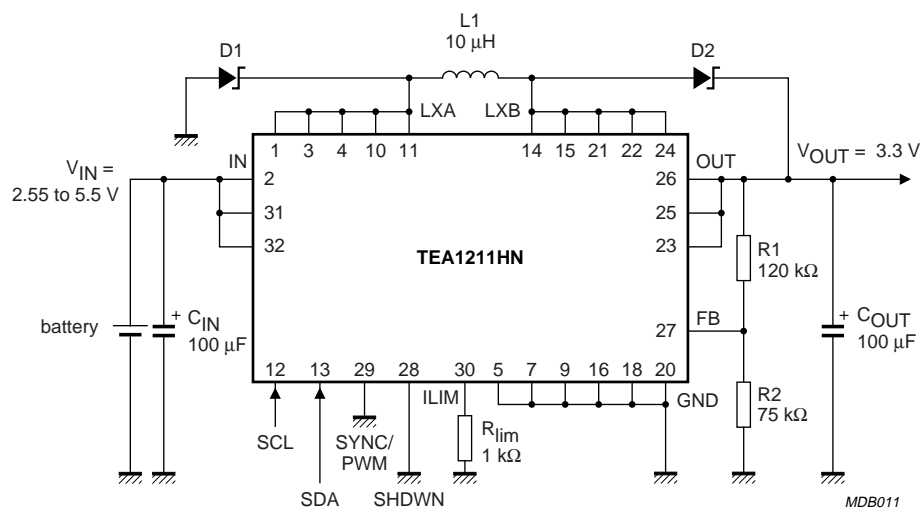 L1
10 μH
D1
D2
LXA
LXB
1 3 4 10 11 14 15 21 22 24
IN
OUT
V_IN =
2.55 to 5.5 V
V_OUT = 3.3 V
2
26
31
25
32
23
TEA1211HN
R1
120 kΩ
battery
+
C_IN
100 μF
27
FB
+
C_OUT
100 μF
12 13 29 28 30 5 7 9 16 18 20
ILIM
GND
R2
75 kΩ
SCL
SYNC/
PWM
R_lim
1 kΩ
SDA
SHDWN
MDB011